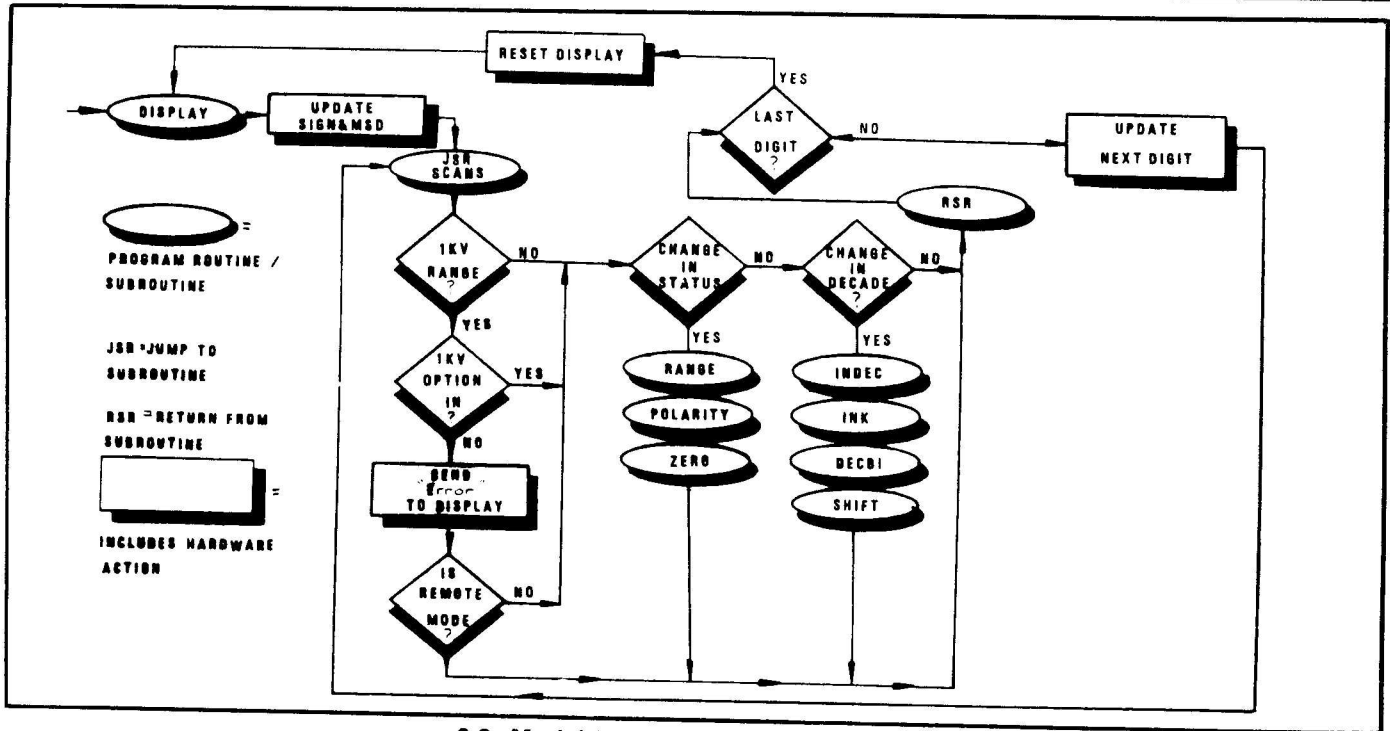 RESET DISPLAY
YES
DISPLAY
UPDATE
SIGN&MSD
LAST
DIGIT
?
NO
UPDATE
NEXT DIGIT
JSR
SCANS
RSR
=
PROGRAM ROUTINE /
SUBROUTINE
1KV
RANGE
?
NO
CHANGE
IN
STATUS
NO
CHANGE
IN
DECADE
?
NO
YES
YES
YES
JSR=JUMP TO
SUBROUTINE
1KV
OPTION
IN
?
YES
RANGE
INDEC
RSR =RETURN FROM
SUBROUTINE
POLARITY
INK
NO
ZERO
DECBI
=
SEND
"Error"
TO DISPLAY
SHIFT
INCLUDES HARDWARE
ACTION
IS
REMOTE
MODE
?
NO